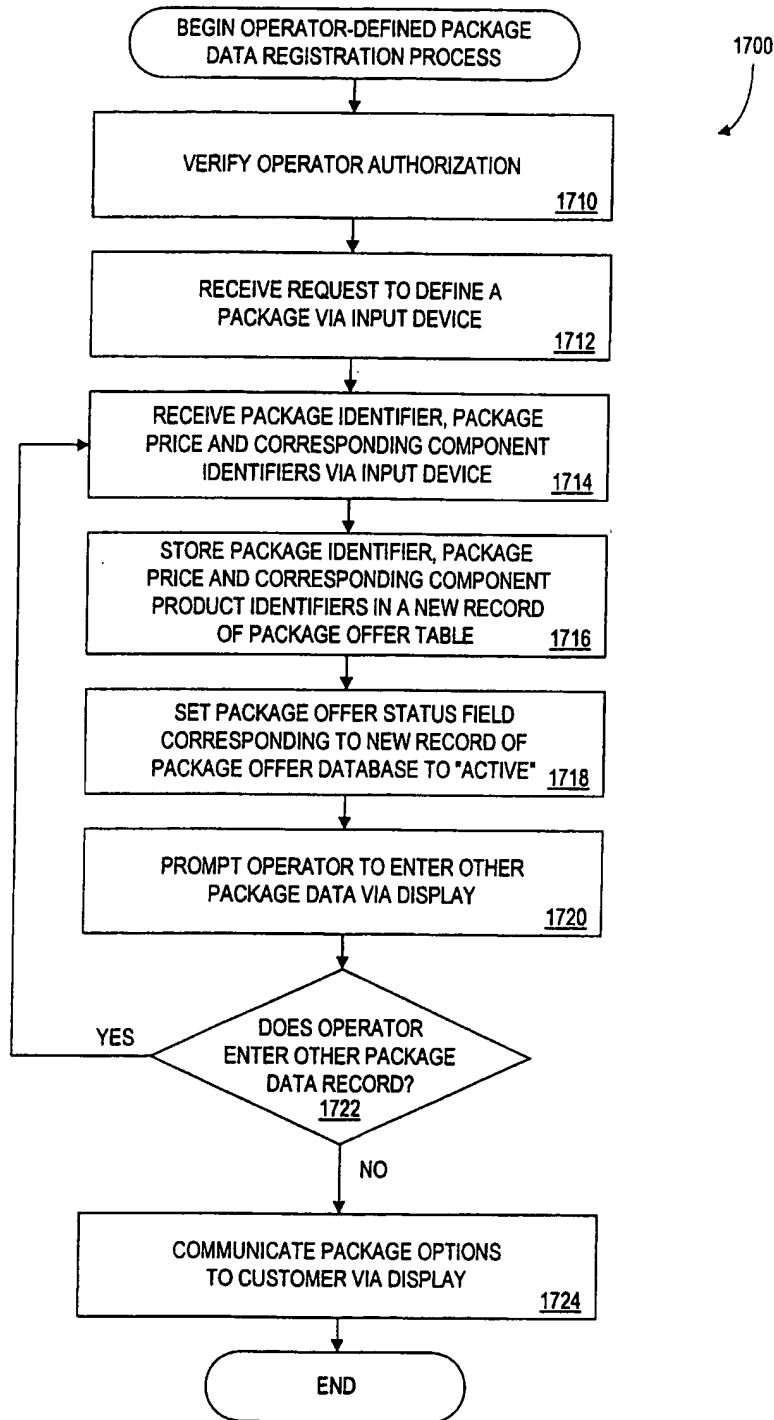 BEGIN OPERATOR-DEFINED PACKAGE
DATA REGISTRATION PROCESS
1700
VERIFY OPERATOR AUTHORIZATION
1710
RECEIVE REQUEST TO DEFINE A
PACKAGE VIA INPUT DEVICE
1712
RECEIVE PACKAGE IDENTIFIER, PACKAGE
PRICE AND CORRESPONDING COMPONENT
IDENTIFIERS VIA INPUT DEVICE
1714
STORE PACKAGE IDENTIFIER, PACKAGE
PRICE AND CORRESPONDING COMPONENT
PRODUCT IDENTIFIERS IN A NEW RECORD
OF PACKAGE OFFER TABLE
1716
SET PACKAGE OFFER STATUS FIELD
CORRESPONDING TO NEW RECORD OF
PACKAGE OFFER DATABASE TO "ACTIVE"
1718
PROMPT OPERATOR TO ENTER OTHER
PACKAGE DATA VIA DISPLAY
1720
YES
DOES OPERATOR
ENTER OTHER PACKAGE
DATA RECORD?
1722
NO
COMMUNICATE PACKAGE OPTIONS
TO CUSTOMER VIA DISPLAY
1724
END